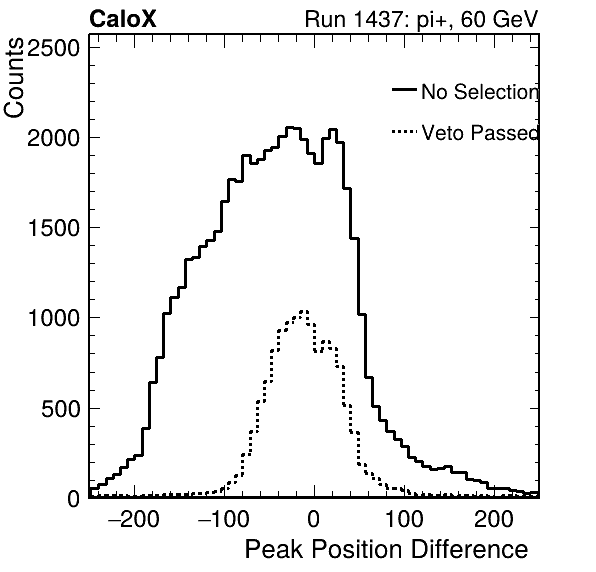 CaloX Run 1437: pi+, 60 GeV
Counts
2500
2000
1500
1000
500
0
No Selection
Veto Passed
−200 −100 0 100 200
Peak Position Difference